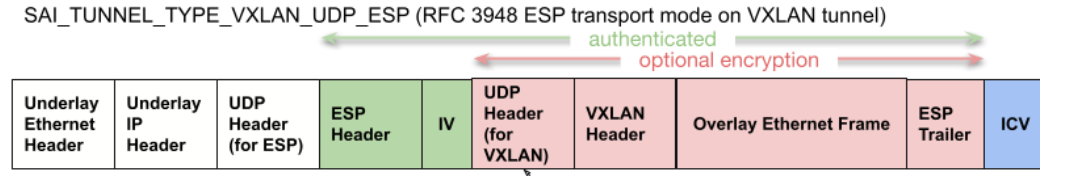 SAI_TUNNEL_TYPE_VXLAN_UDP_ESP (RFC 3948 ESP transport mode on VXLAN tunnel)
authenticated
optional encryption
Underlay
Ethernet
Header
Underlay
IP
Header
UDP
Header
(for ESP)
ESP
Header
IV
UDP
Header
(for
VXLAN)
VXLAN
Header
Overlay Ethernet Frame
ESP
Trailer
ICV